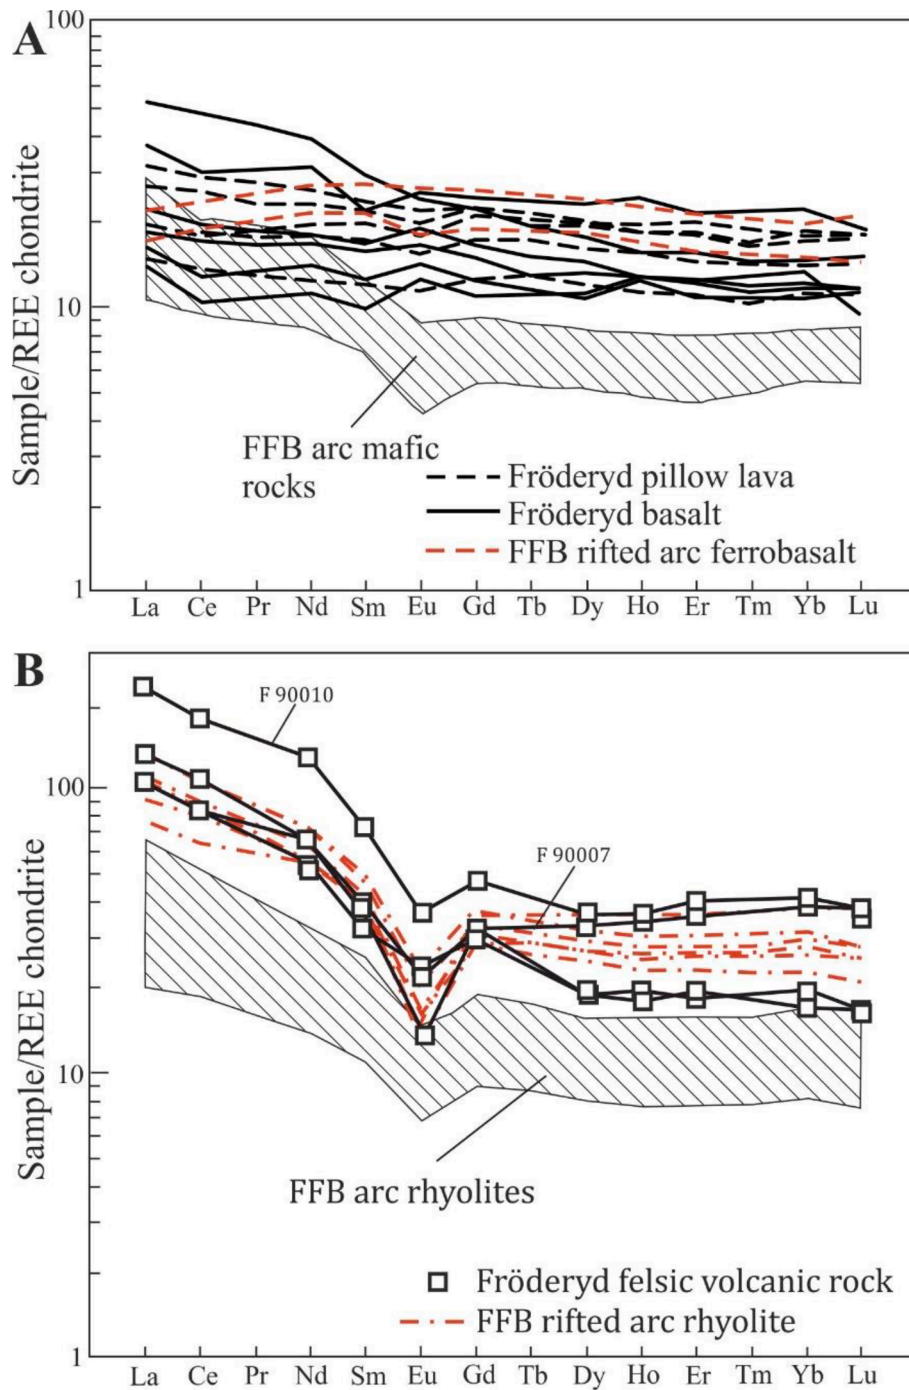 A
100
10
1
Sample/REE chondrite
FFB arc mafic
rocks
Fröderyd pillow lava
Fröderyd basalt
FFB rifted arc ferrobasalt
La Ce Pr Nd Sm Eu Gd Tb Dy Ho Er Tm Yb Lu
B
100
10
1
Sample/REE chondrite
F 90010
F 90007
FFB arc rhyolites
Fröderyd felsic volcanic rock
FFB rifted arc rhyolite
La Ce Pr Nd Sm Eu Gd Tb Dy Ho Er Tm Yb Lu